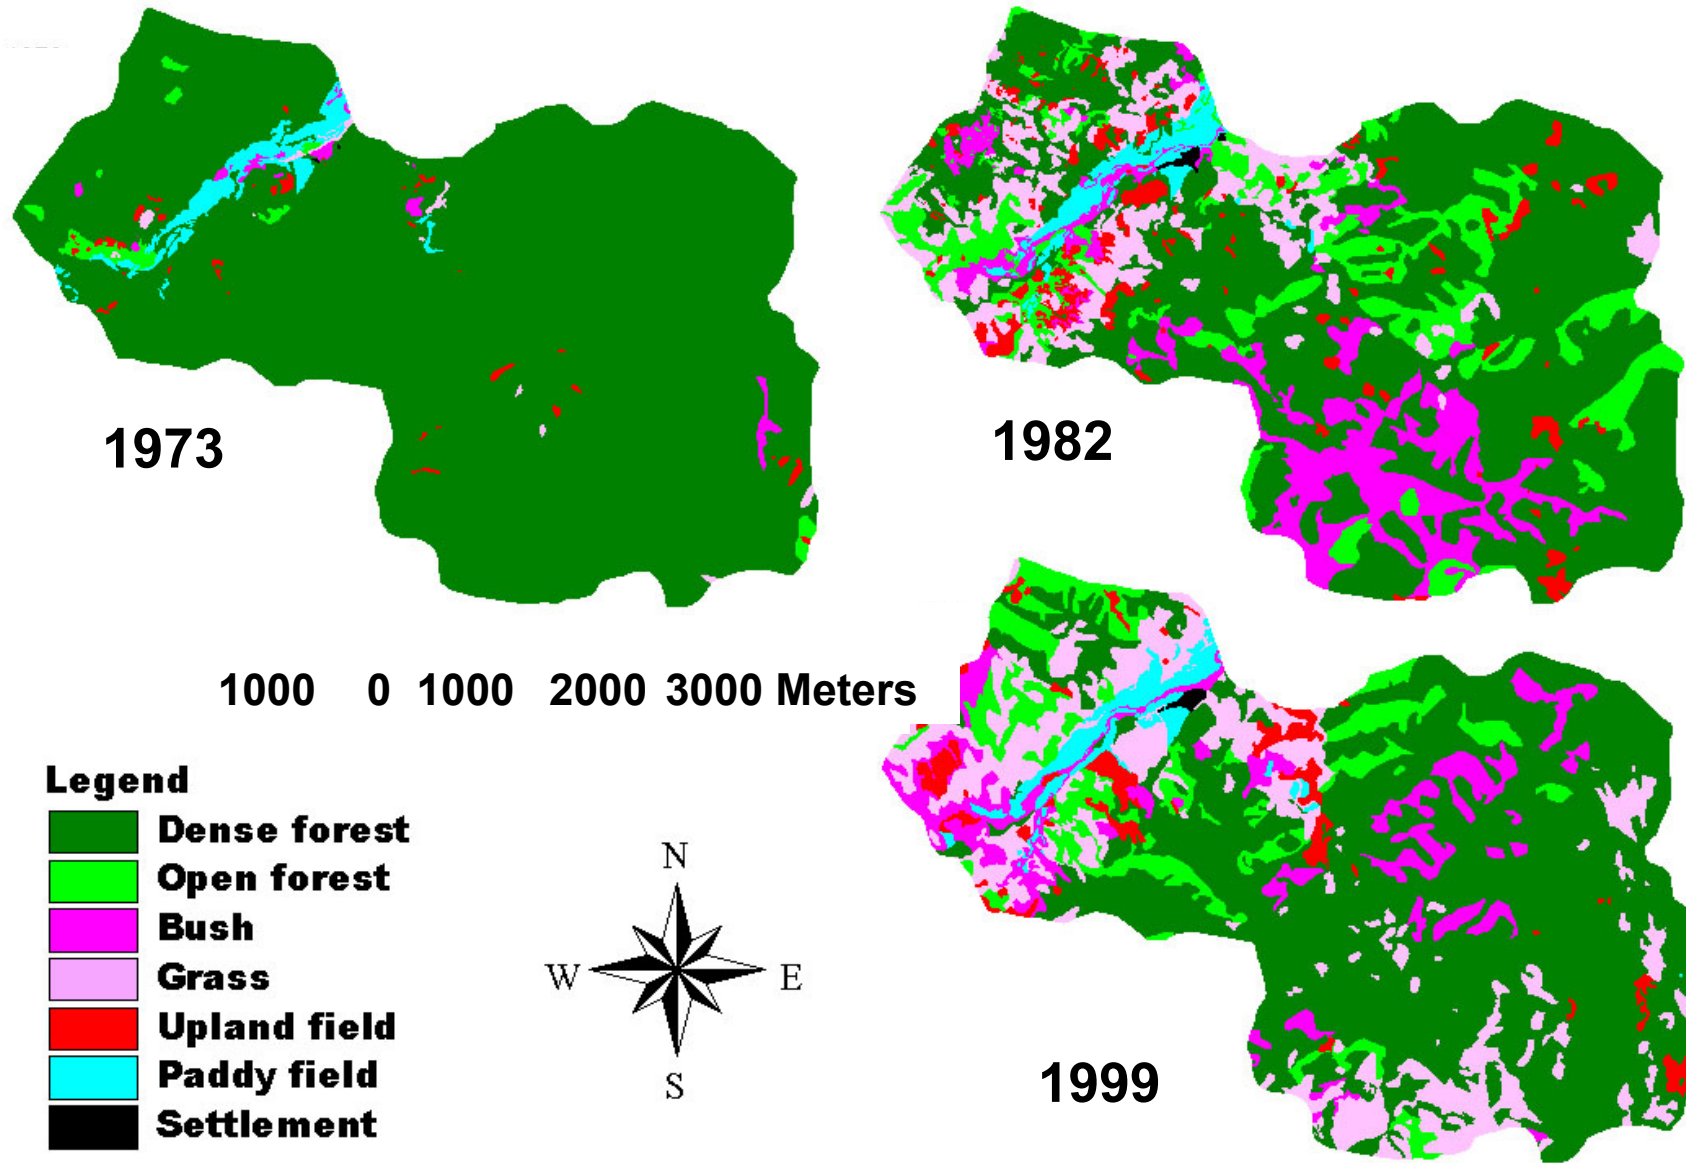 1973
1982
1000 0 1000 2000 3000 Meters
Legend
Dense forest
Open forest
Bush
Grass
Upland field
Paddy field
Settlement
N
W E
S
1999